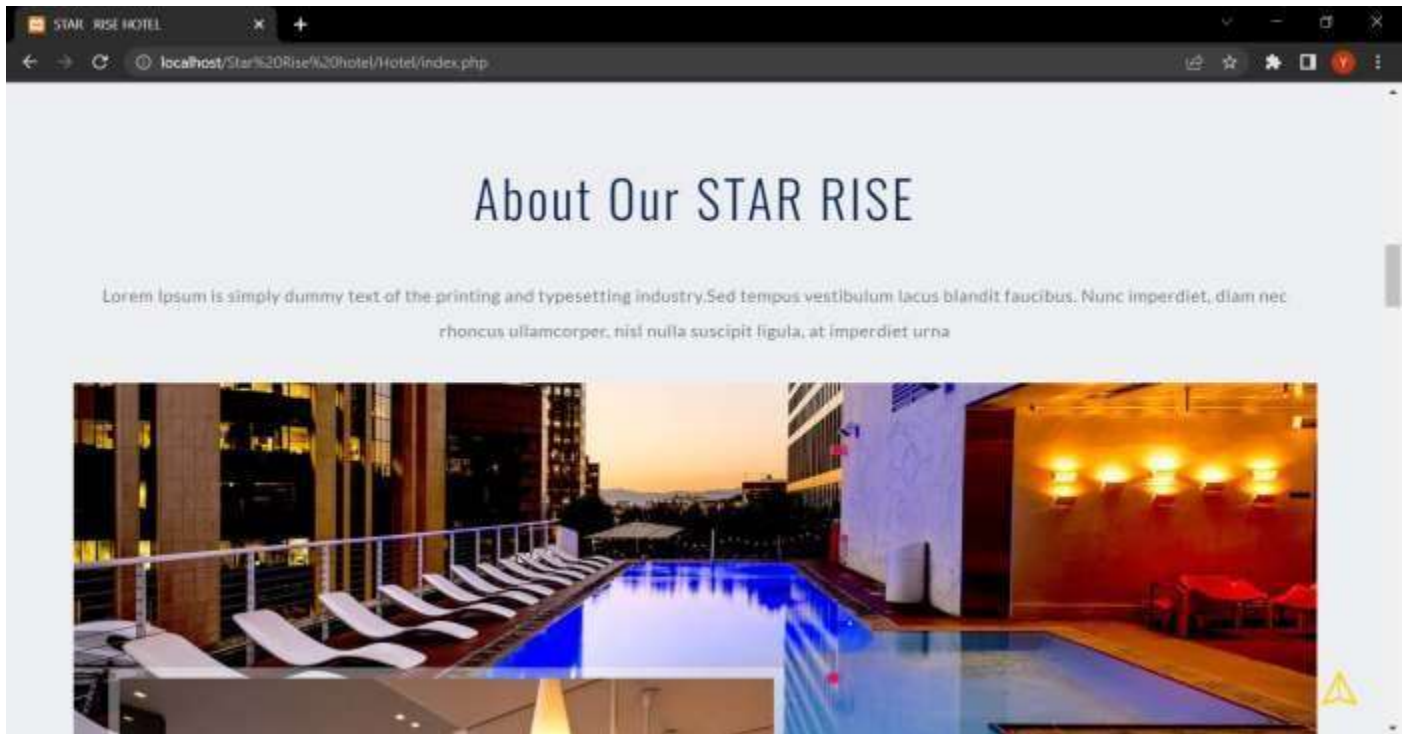 STAR RISE HOTEL
localhost/Star%20Rise%20hotel/Hotel/index.php
Y
About Our STAR RISE
Lorem Ipsum is simply dummy text of the printing and typesetting industry.Sed tempus vestibulum lacus blandit faucibus. Nunc imperdiet, diam nec
rhoncus ullamcorper, nisl nulla suscipit ligula, at imperdiet urna